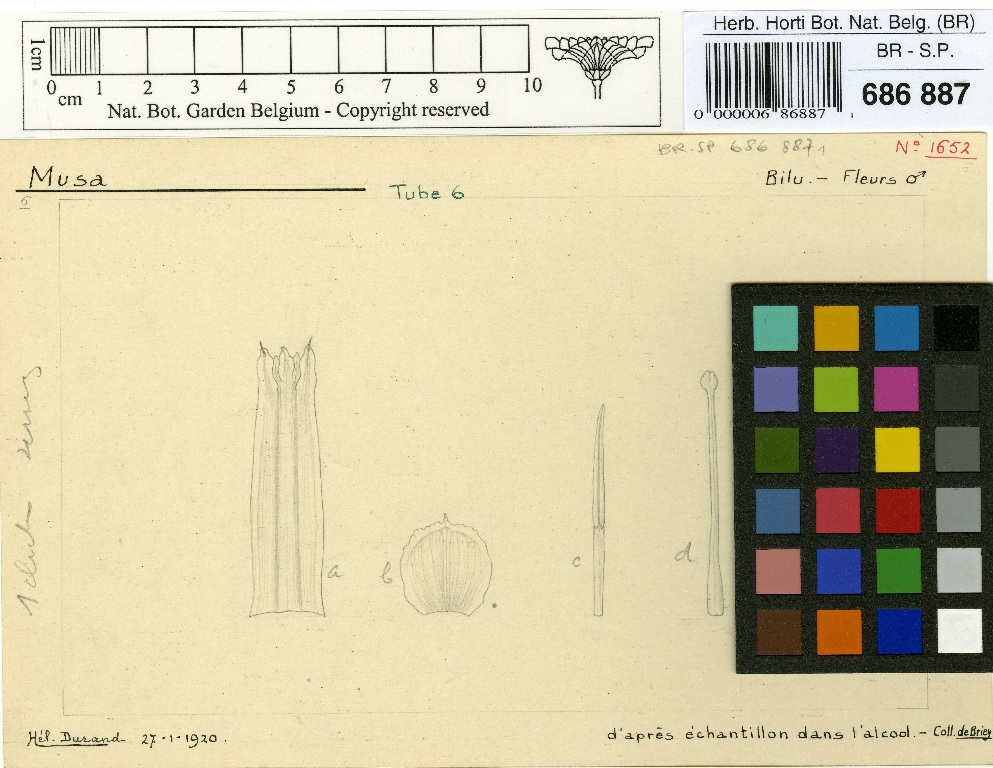 1cm
0 1 2 3 4 5 6 7 8 9 10
cm
Nat. Bot. Garden Belgium - Copyright reserved
Herb. Horti Bot. Nat. Belg. (BR)
BR - S.P.
686 887
0 000006 86887
BR. SP 686 887
Nº 1652
Musa
Tube 6
Bilu. - Fleurs ♂
a
b
c
d
Hél. Durand 27-1-1920.
d'après échantillon dans l'alcool. - Coll. de Briey